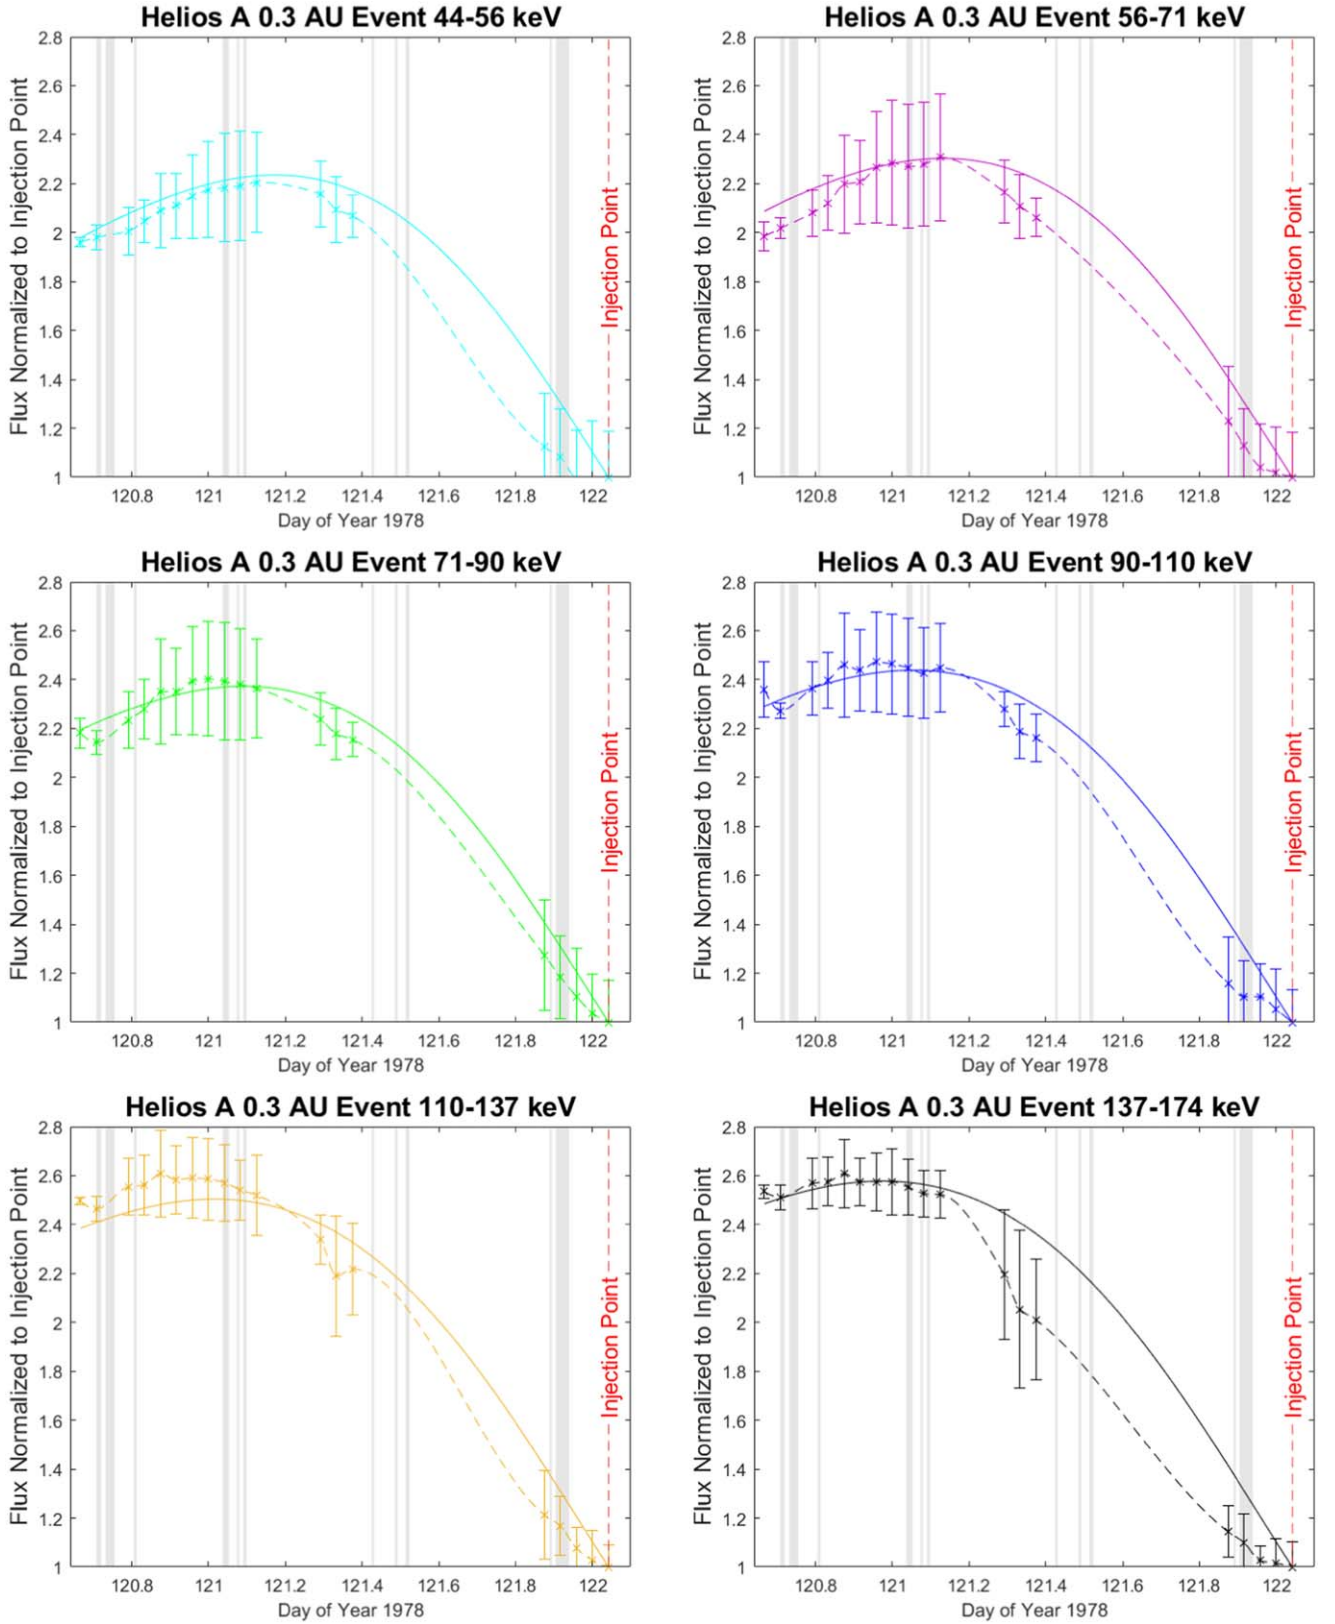 Helios A 0.3 AU Event 44-56 keV
Flux Normalized to Injection Point
2.8
2.6
2.4
2.2
2
1.8
1.6
1.4
1.2
1
Injection Point
120.8 121 121.2 121.4 121.6 121.8 122
Day of Year 1978
Helios A 0.3 AU Event 56-71 keV
Flux Normalized to Injection Point
2.8
2.6
2.4
2.2
2
1.8
1.6
1.4
1.2
1
Injection Point
120.8 121 121.2 121.4 121.6 121.8 122
Day of Year 1978
Helios A 0.3 AU Event 71-90 keV
Flux Normalized to Injection Point
2.8
2.6
2.4
2.2
2
1.8
1.6
1.4
1.2
1
Injection Point
120.8 121 121.2 121.4 121.6 121.8 122
Day of Year 1978
Helios A 0.3 AU Event 90-110 keV
Flux Normalized to Injection Point
2.8
2.6
2.4
2.2
2
1.8
1.6
1.4
1.2
1
Injection Point
120.8 121 121.2 121.4 121.6 121.8 122
Day of Year 1978
Helios A 0.3 AU Event 110-137 keV
Flux Normalized to Injection Point
2.8
2.6
2.4
2.2
2
1.8
1.6
1.4
1.2
1
Injection Point
120.8 121 121.2 121.4 121.6 121.8 122
Day of Year 1978
Helios A 0.3 AU Event 137-174 keV
Flux Normalized to Injection Point
2.8
2.6
2.4
2.2
2
1.8
1.6
1.4
1.2
1
Injection Point
120.8 121 121.2 121.4 121.6 121.8 122
Day of Year 1978